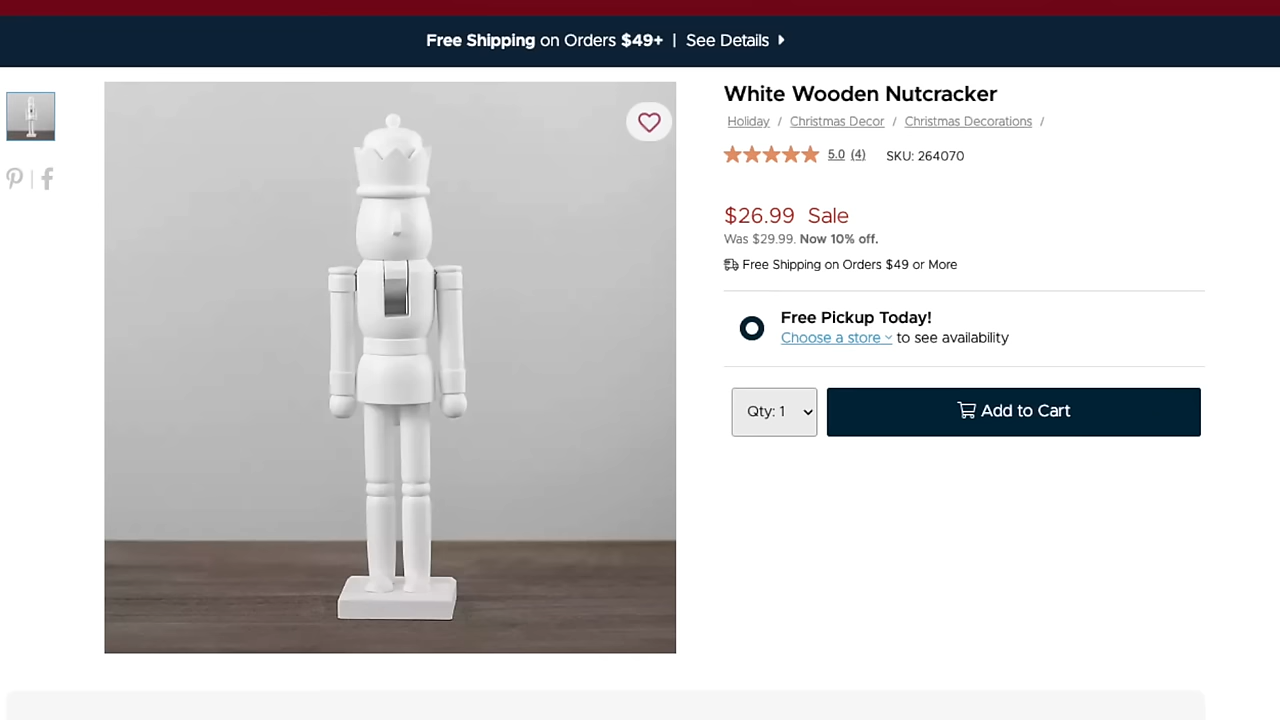 Free Shipping on Orders $49+ | See Details
White Wooden Nutcracker
Holiday / Christmas Decor / Christmas Decorations /
5.0 (4) SKU: 264070
$26.99 Sale
Was $29.99. Now 10% off.
Free Shipping on Orders $49 or More
Free Pickup Today!
Choose a store to see availability
Qty: 1 Add to Cart